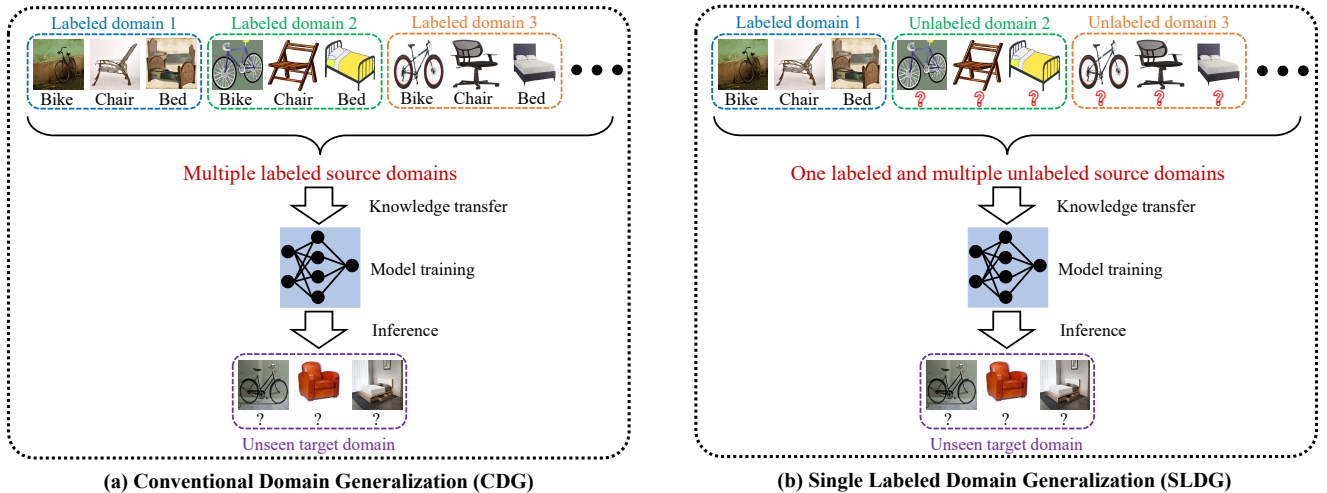 Labeled domain 1 Labeled domain 2 Labeled domain 3
Bike Chair Bed Bike Chair Bed Bike Chair Bed
Multiple labeled source domains
Knowledge transfer
Model training
Inference
? ? ?
Unseen target domain
(a) Conventional Domain Generalization (CDG)
Labeled domain 1 Unlabeled domain 2 Unlabeled domain 3
Bike Chair Bed ? ? ? ? ? ?
One labeled and multiple unlabeled source domains
Knowledge transfer
Model training
Inference
? ? ?
Unseen target domain
(b) Single Labeled Domain Generalization (SLDG)